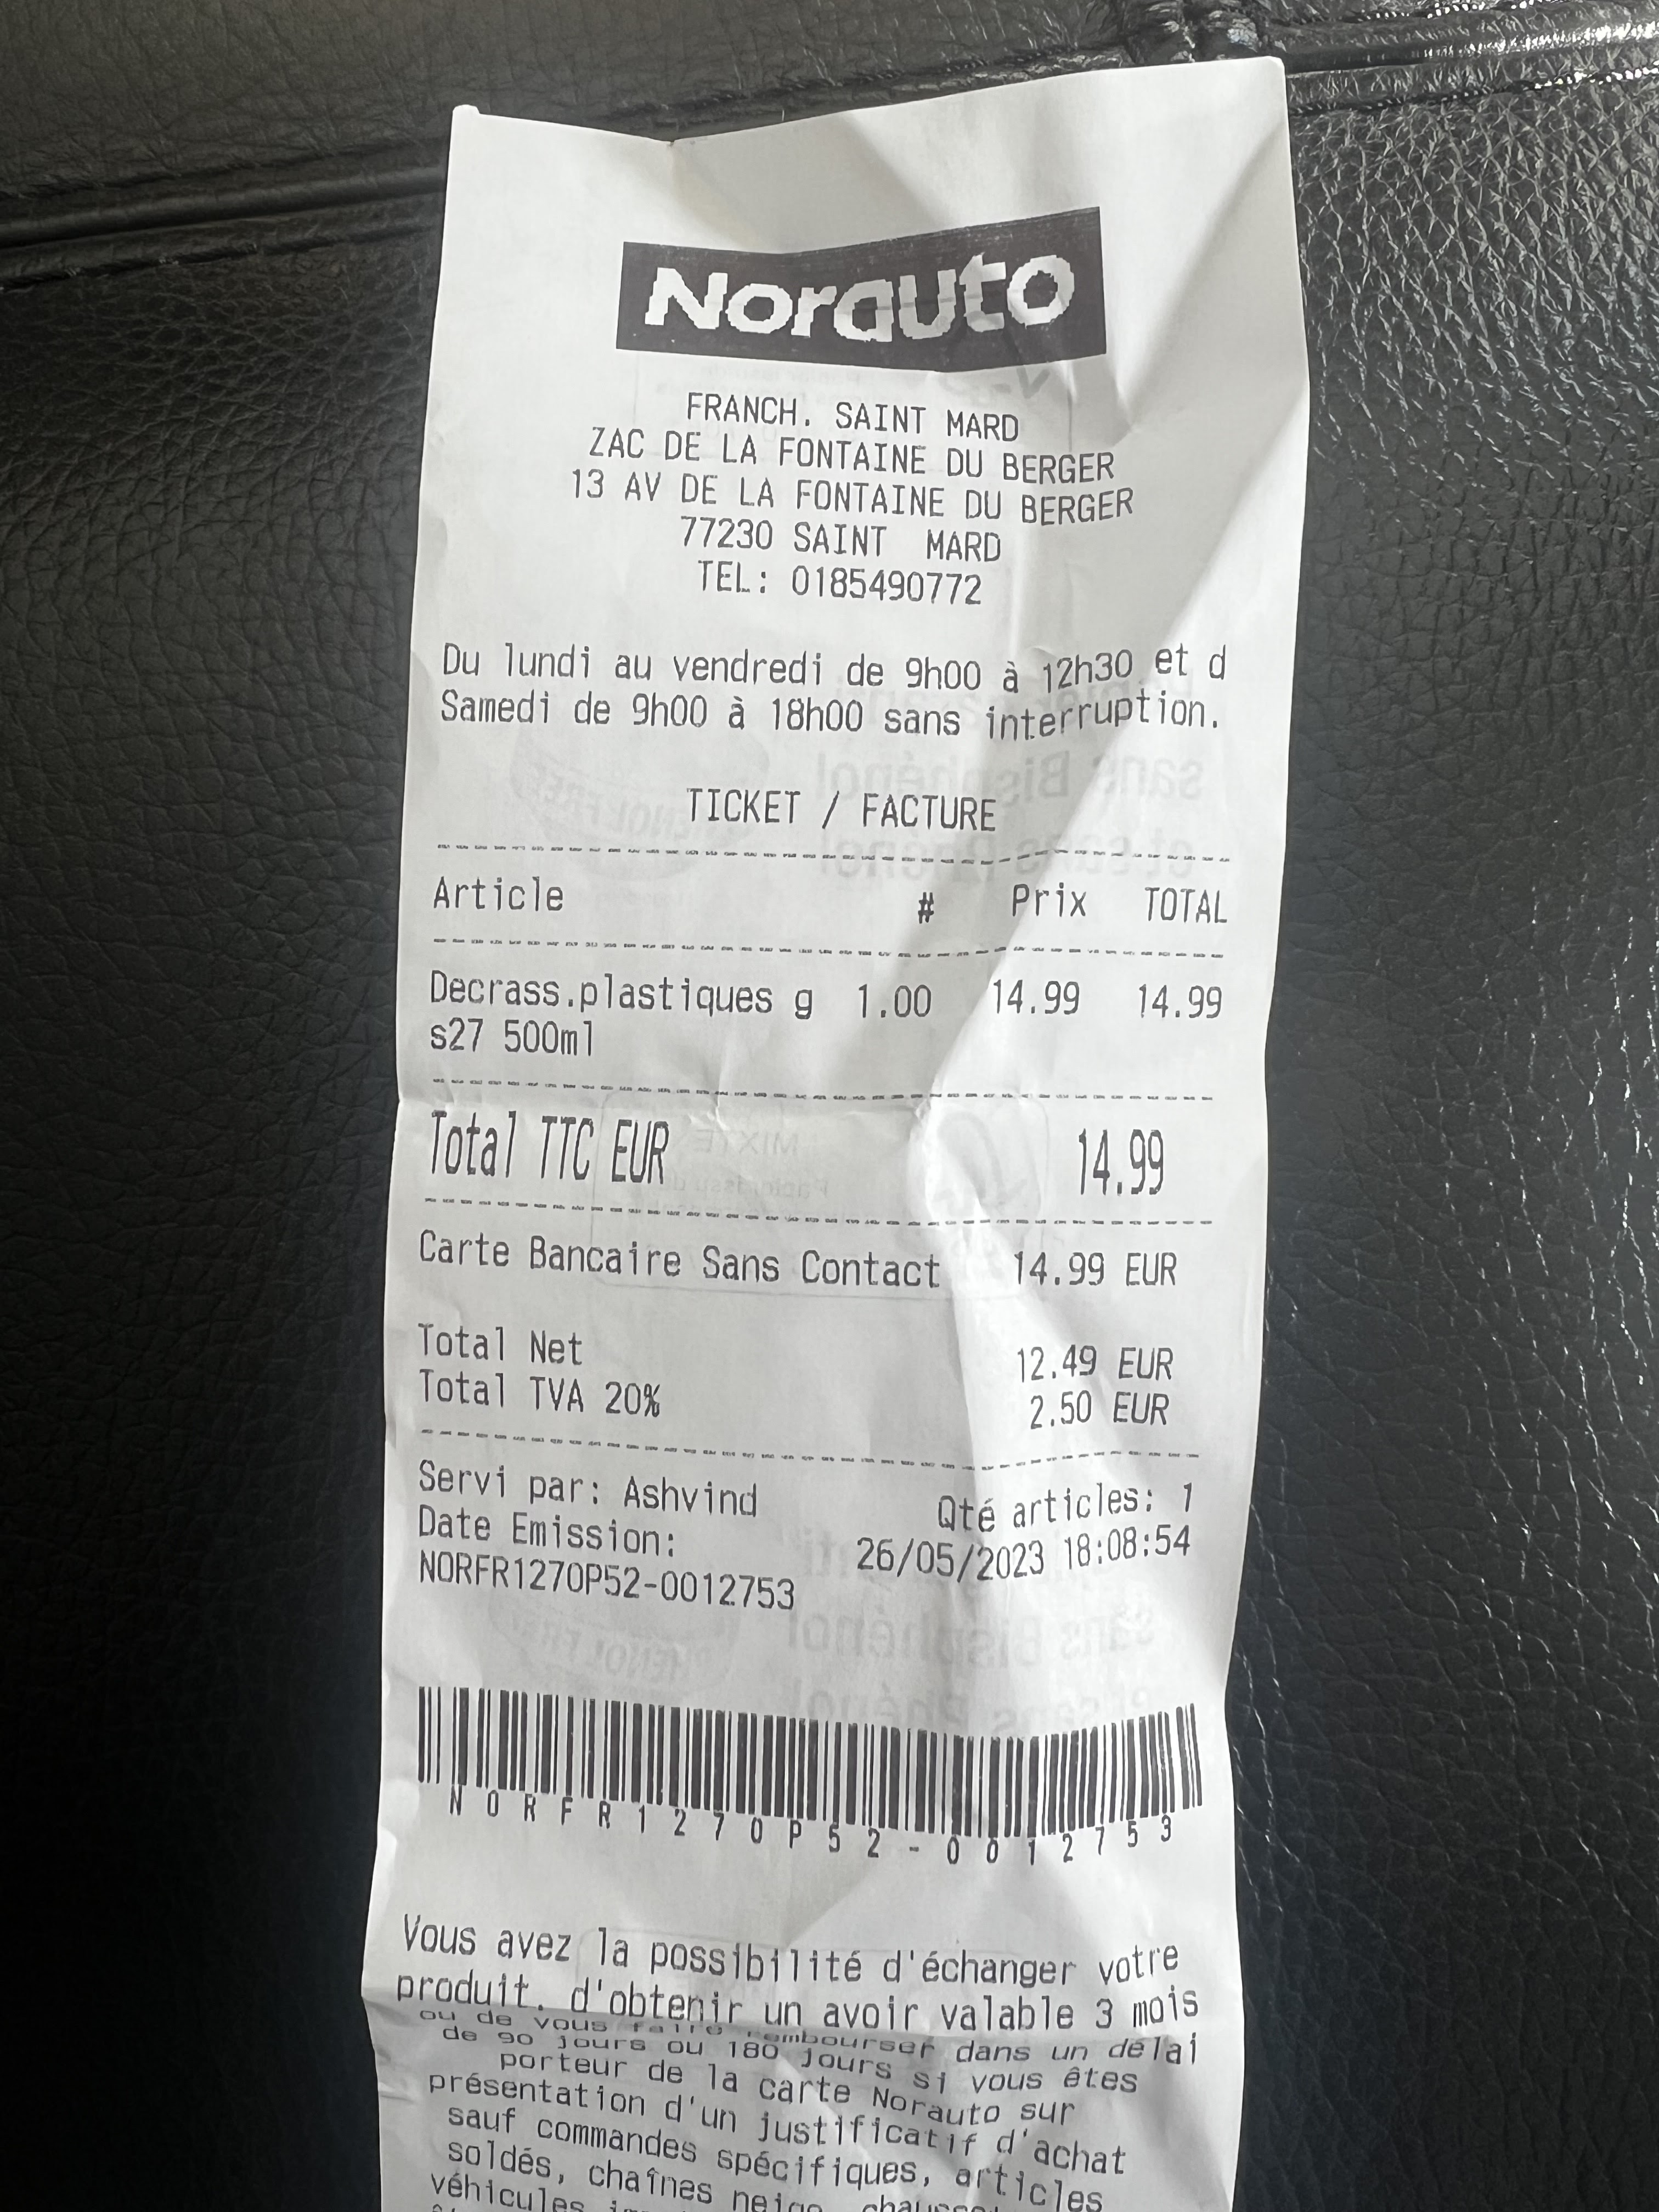 Norauto
FRANCH. SAINT MARD
ZAC DE LA FONTAINE DU BERGER
13 AV DE LA FONTAINE DU BERGER
77230 SAINT MARD
TEL: 0185490772
Du lundi au vendredi de 9h00 à 12h30 et d
Samedi de 9h00 à 18h00 sans interruption.
TICKET / FACTURE
Article # Prix TOTAL
Decrass.plastiques g 1.00 14.99 14.99
s27 500ml
Total TTC EUR 14.99
Carte Bancaire Sans Contact 14.99 EUR
Total Net 12.49 EUR
Total TVA 20% 2.50 EUR
Servi par: Ashvind Qté articles: 1
Date Emission: 26/05/2023 18:08:54
NORFR1270P52-0012753
NORFR1270P52-0012753
Vous avez la possibilité d'échanger votre
produit, d'obtenir un avoir valable 3 mois
ou de vous faire rembourser dans un délai
de 90 jours ou 180 jours si vous êtes
porteur de la carte Norauto sur
présentation d'un justificatif d'achat
sauf commandes spécifiques, articles
soldés, chaînes neige,
véhicules